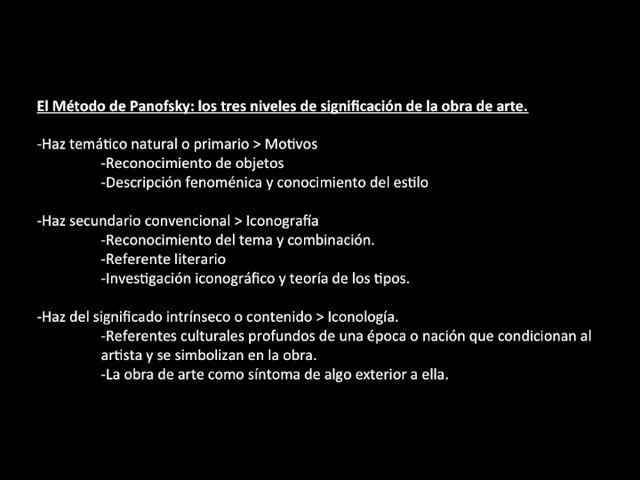 El Método de Panofsky: los tres niveles de significación de la obra de arte.
-Haz temático natural o primario > Motivos
-Reconocimiento de objetos
-Descripción fenoménica y conocimiento del estilo
-Haz secundario convencional > Iconografía
-Reconocimiento del tema y combinación.
-Referente literario
-Investigación iconográfico y teoría de los tipos.
-Haz del significado intrínseco o contenido > Iconología.
-Referentes culturales profundos de una época o nación que condicionan al
artista y se simbolizan en la obra.
-La obra de arte como síntoma de algo exterior a ella.